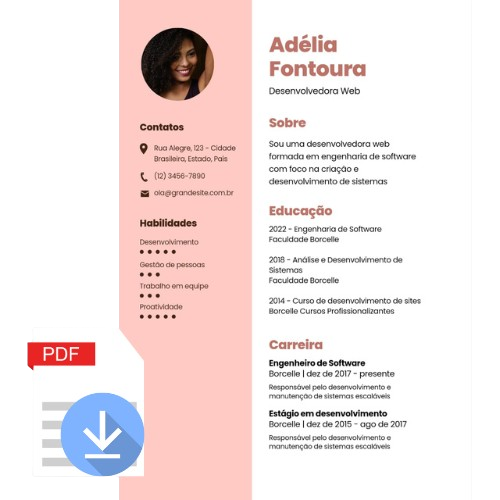 Adélia
Fontoura
Desenvolvedora Web
Contatos
Rua Alegre, 123 - Cidade
Brasileira, Estado, País
(12) 3456-7890
ola@grandesite.com.br
Habilidades
Desenvolvimento
Gestão de pessoas
Trabalho em equipe
Proatividade
Sobre
Sou uma desenvolvedora web
formada em engenharia de software
com foco na criação e
desenvolvimento de sistemas
Educação
2022 - Engenharia de Software
Faculdade Borcelle
2018 - Análise e Desenvolvimento de
Sistemas
Faculdade Borcelle
2014 - Curso de desenvolvimento de sites
Borcelle Cursos Profissionalizantes
Carreira
Engenheiro de Software
Borcelle | dez de 2017 - presente
Responsável pelo desenvolvimento e
manutenção de sistemas escaláveis
Estágio em desenvolvimento
Borcelle | dez de 2015 - ago de 2017
Responsável pelo desenvolvimento e
manutenção de sistemas escaláveis
PDF